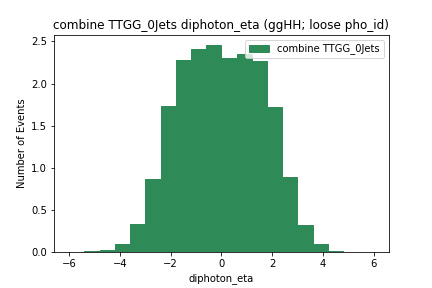 combine TTGG_0Jets diphoton_eta (ggHH; loose pho_id)
combine TTGG_0Jets
Number of Events
2.5
2.0
1.5
1.0
0.5
0.0
−6 −4 −2 0 2 4 6
diphoton_eta